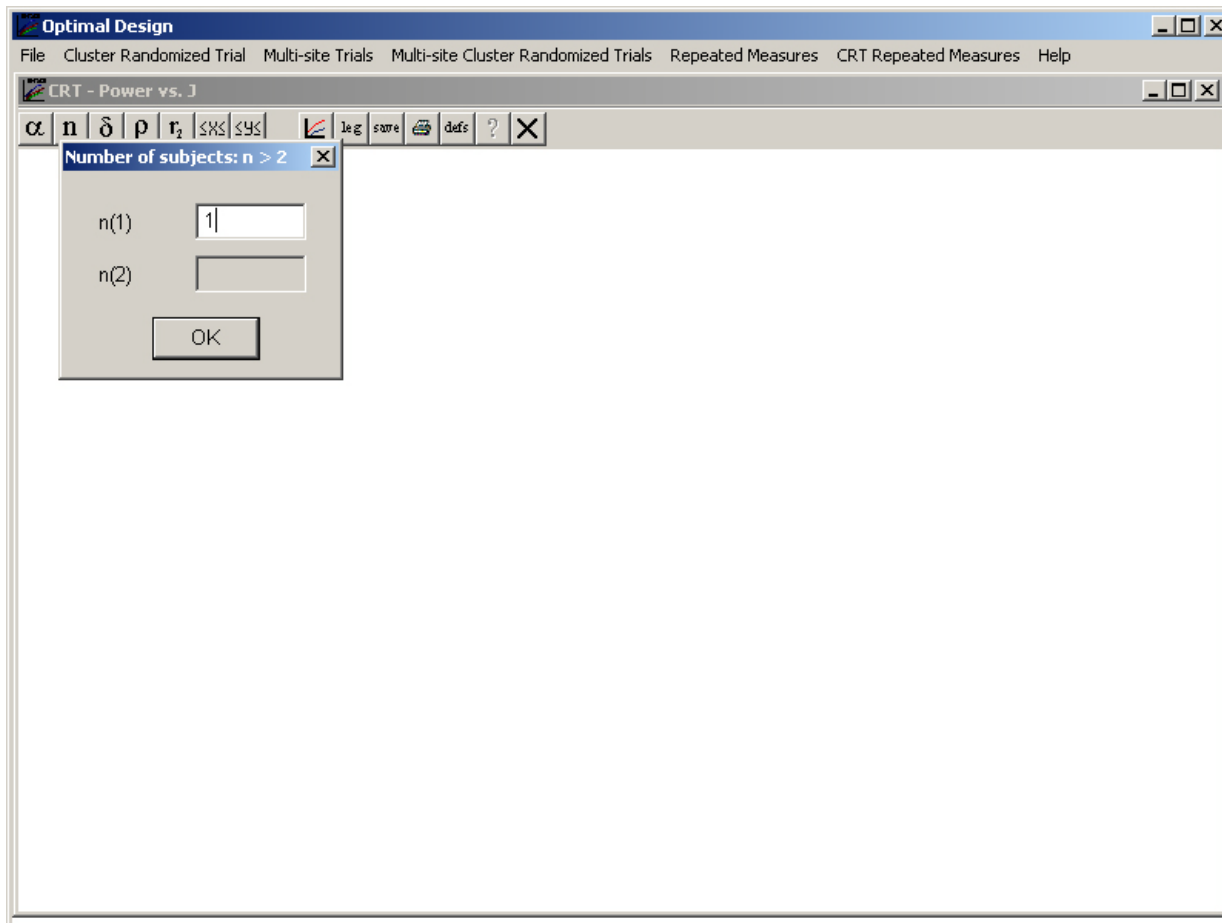 Optimal Design
File Cluster Randomized Trial Multi-site Trials Multi-site Cluster Randomized Trials Repeated Measures CRT Repeated Measures Help
CRT - Power vs. J
α n δ ρ r₂ ≤X≤ ≤Y≤ leg save defs ?
Number of subjects: n > 2
n(1) 1
n(2)
OK